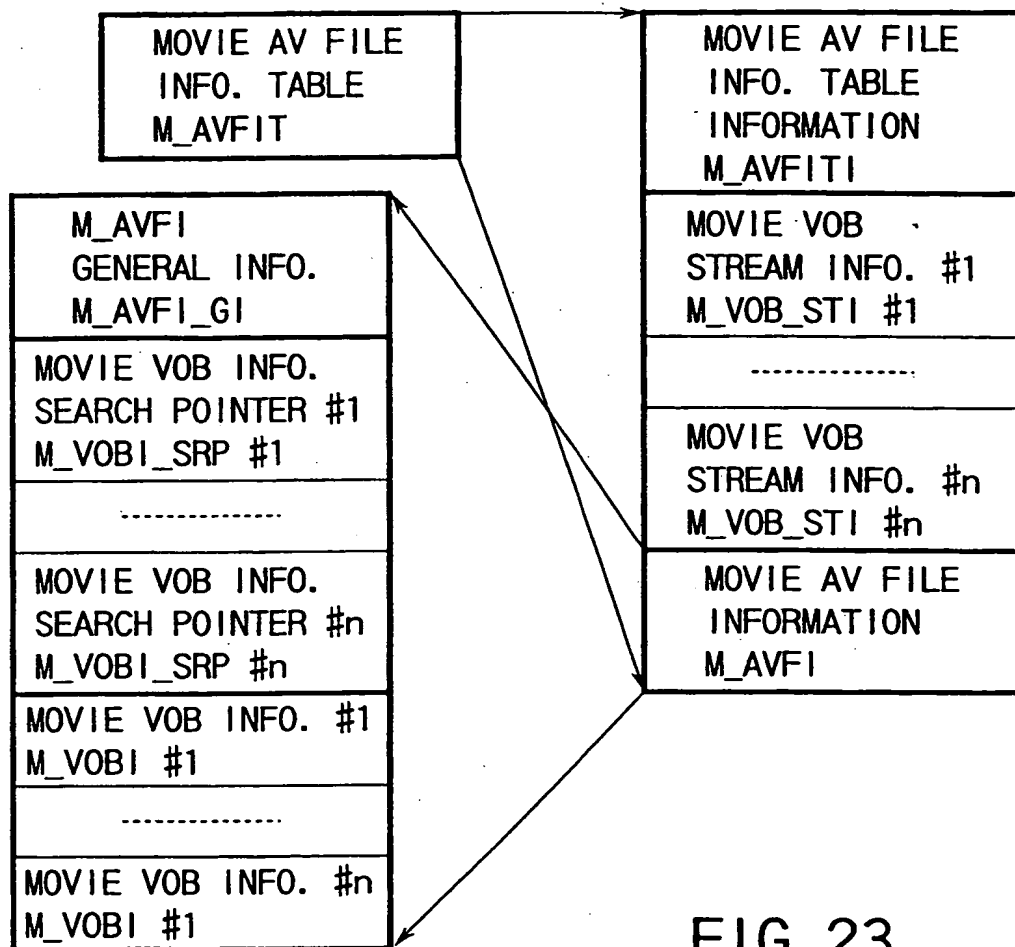 MOVIE AV FILE
INFO. TABLE
M_AVFIT
MOVIE AV FILE
INFO. TABLE
INFORMATION
M_AVFITI
MOVIE VOB
STREAM INFO. #1
M_VOB_STI #1
MOVIE VOB
STREAM INFO. #n
M_VOB_STI #n
MOVIE AV FILE
INFORMATION
M_AVFI
M_AVFI
GENERAL INFO.
M_AVFI_GI
MOVIE VOB INFO.
SEARCH POINTER #1
M_VOBI_SRP #1
MOVIE VOB INFO.
SEARCH POINTER #n
M_VOBI_SRP #n
MOVIE VOB INFO. #1
M_VOBI #1
MOVIE VOB INFO. #n
M_VOBI #1
FIG. 23